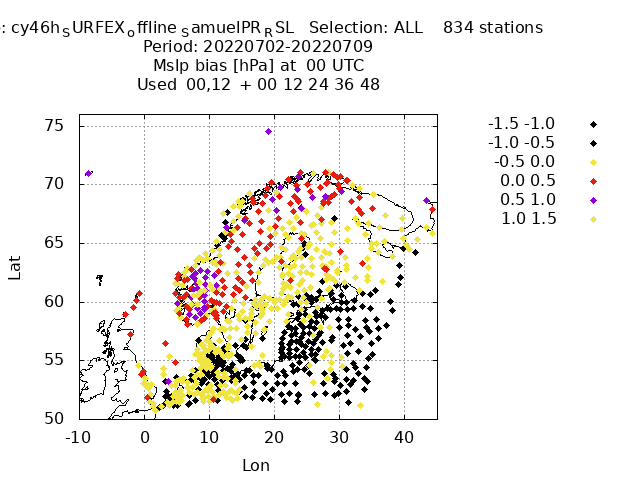 : cy46h_SURFEX_offline_SamuelPR_RSL   Selection: ALL    834 stations
Period: 20220702-20220709
Mslp bias [hPa] at  00 UTC
Used  00,12  + 00 12 24 36 48
-1.5 -1.0
-1.0 -0.5
-0.5 0.0
0.0 0.5
0.5 1.0
1.0 1.5
75
70
65
60
55
50
Lat
-10 0 10 20 30 40
Lon